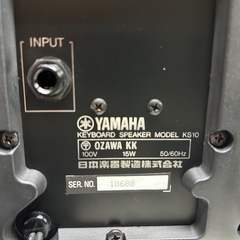 INPUT
YAMAHA
KEYBOARD SPEAKER MODEL KS10
OZAWA KK
100V 15W 50/60Hz
日本楽器製造株式会社
SER. NO. 10680